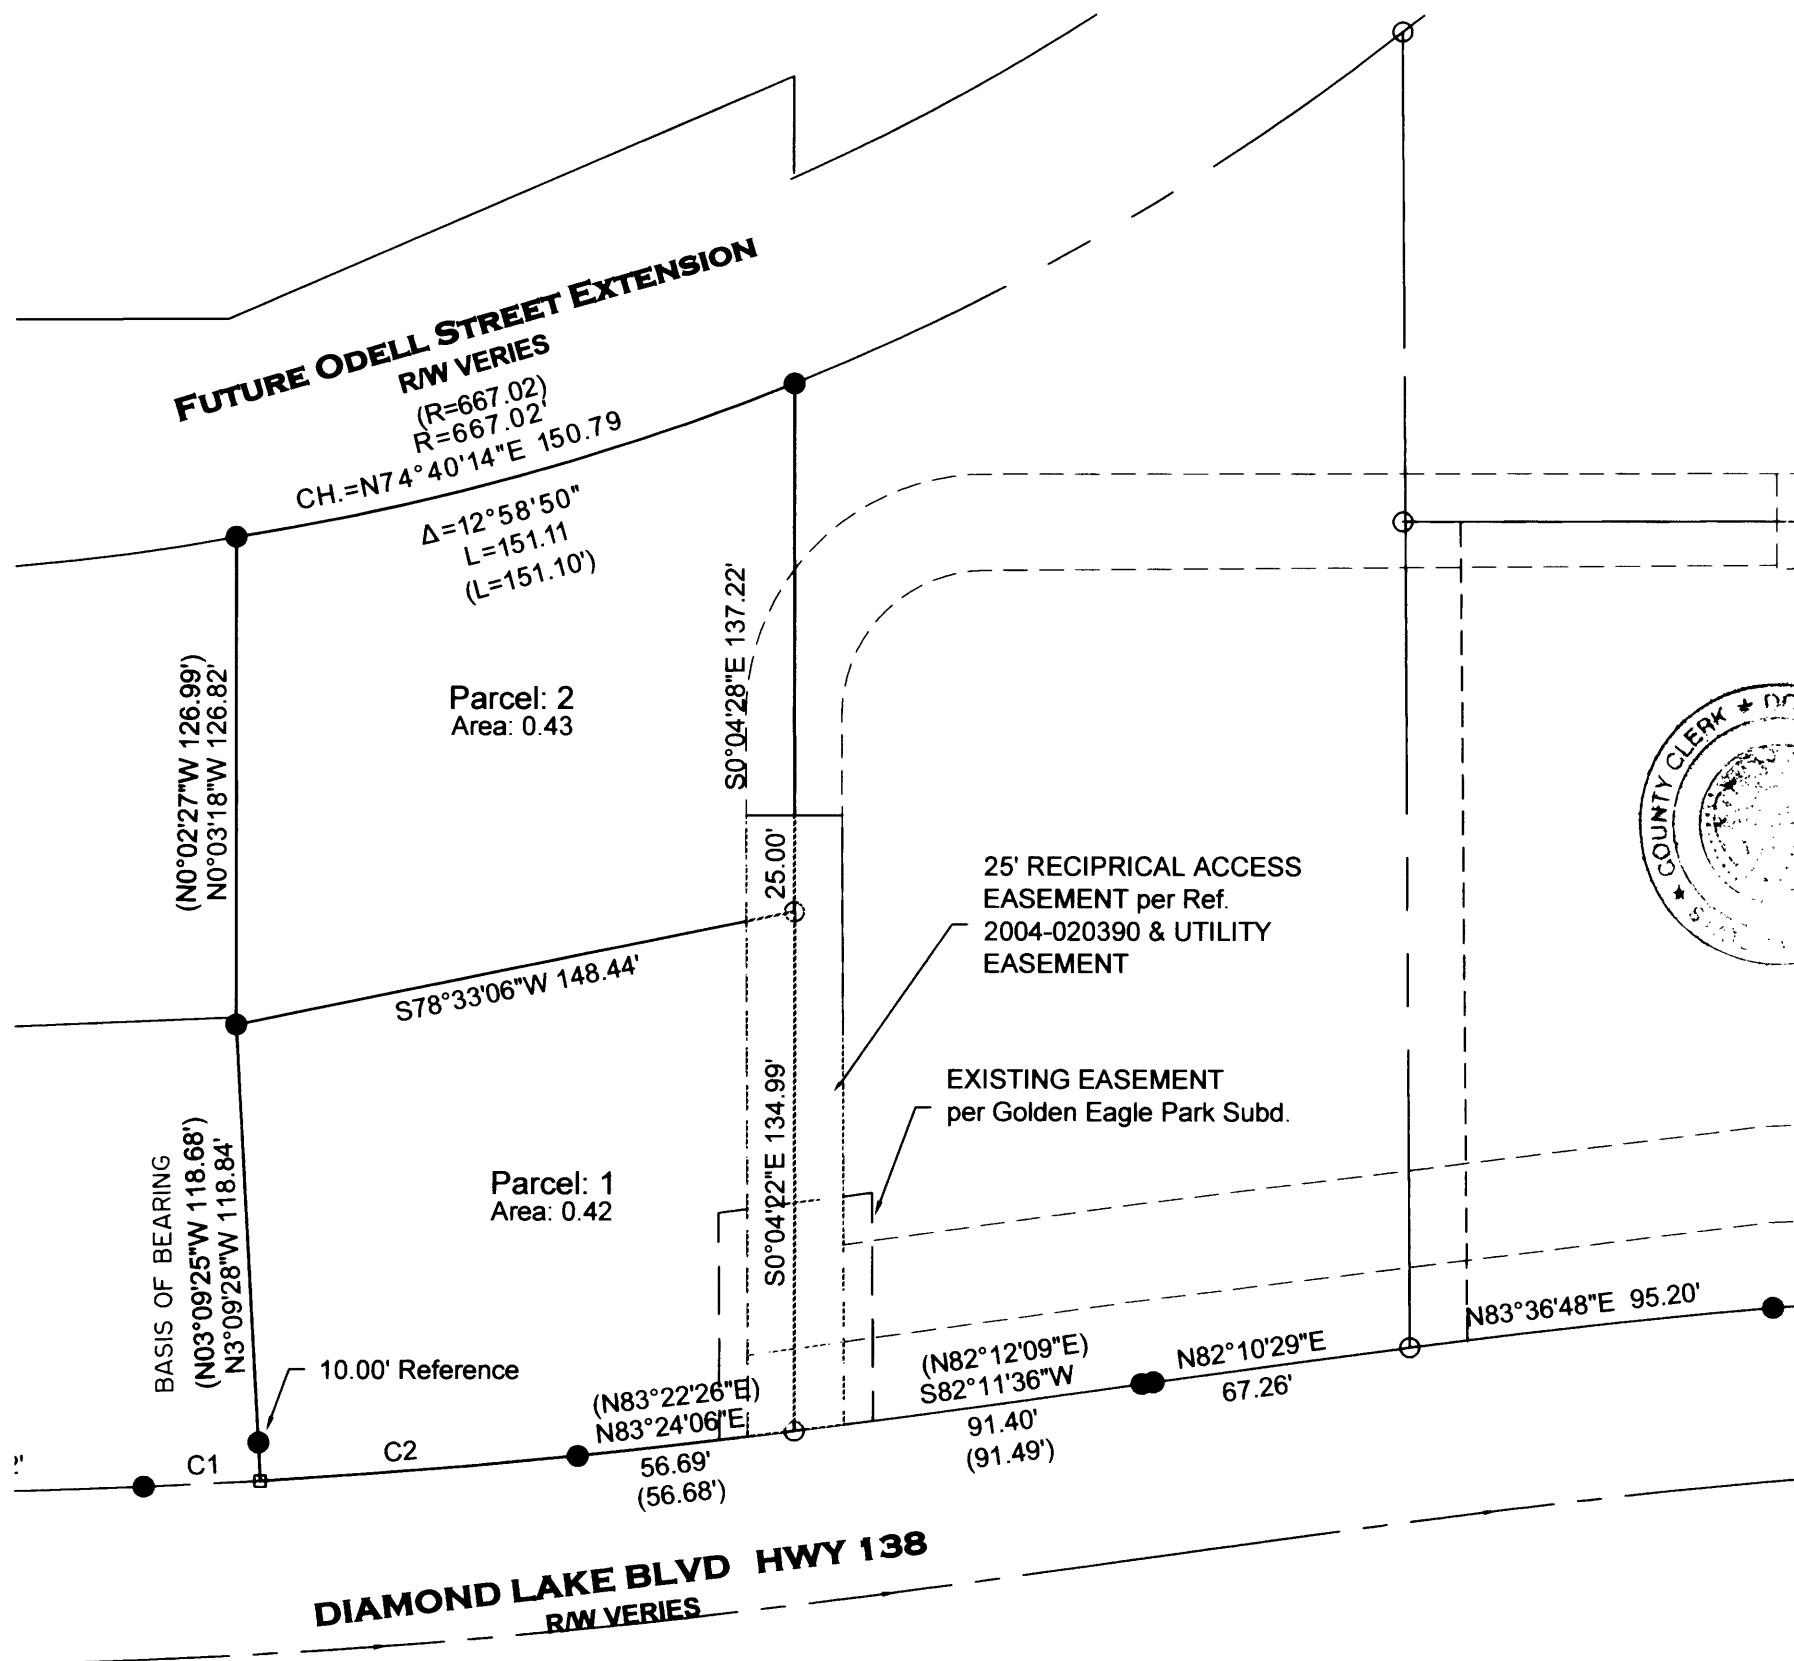 FUTURE ODELL STREET EXTENSION
R/W VERIES
(R=667.02)
R=667.02'
CH.=N74°40'14"E 150.79
Δ=12°58'50"
L=151.11
(L=151.10')
S0°04'28"E 137.22'
(N0°02'27"W 126.99')
N0°03'18"W 126.82'
Parcel: 2
Area: 0.43
COUNTY CLERK
25.00'
25' RECIPRICAL ACCESS
EASEMENT per Ref.
2004-020390 & UTILITY
EASEMENT
S78°33'06"W 148.44'
S0°04'22"E 134.99'
EXISTING EASEMENT
per Golden Eagle Park Subd.
BASIS OF BEARING
(N03°09'25"W 118.68')
N3°09'28"W 118.84'
Parcel: 1
Area: 0.42
10.00' Reference
(N83°22'26"E)
N83°24'06"E
56.69'
(56.68')
(N82°12'09"E)
S82°11'36"W
91.40'
(91.49')
N82°10'29"E
67.26'
N83°36'48"E 95.20'
C1
C2
DIAMOND LAKE BLVD HWY 138
R/W VERIES